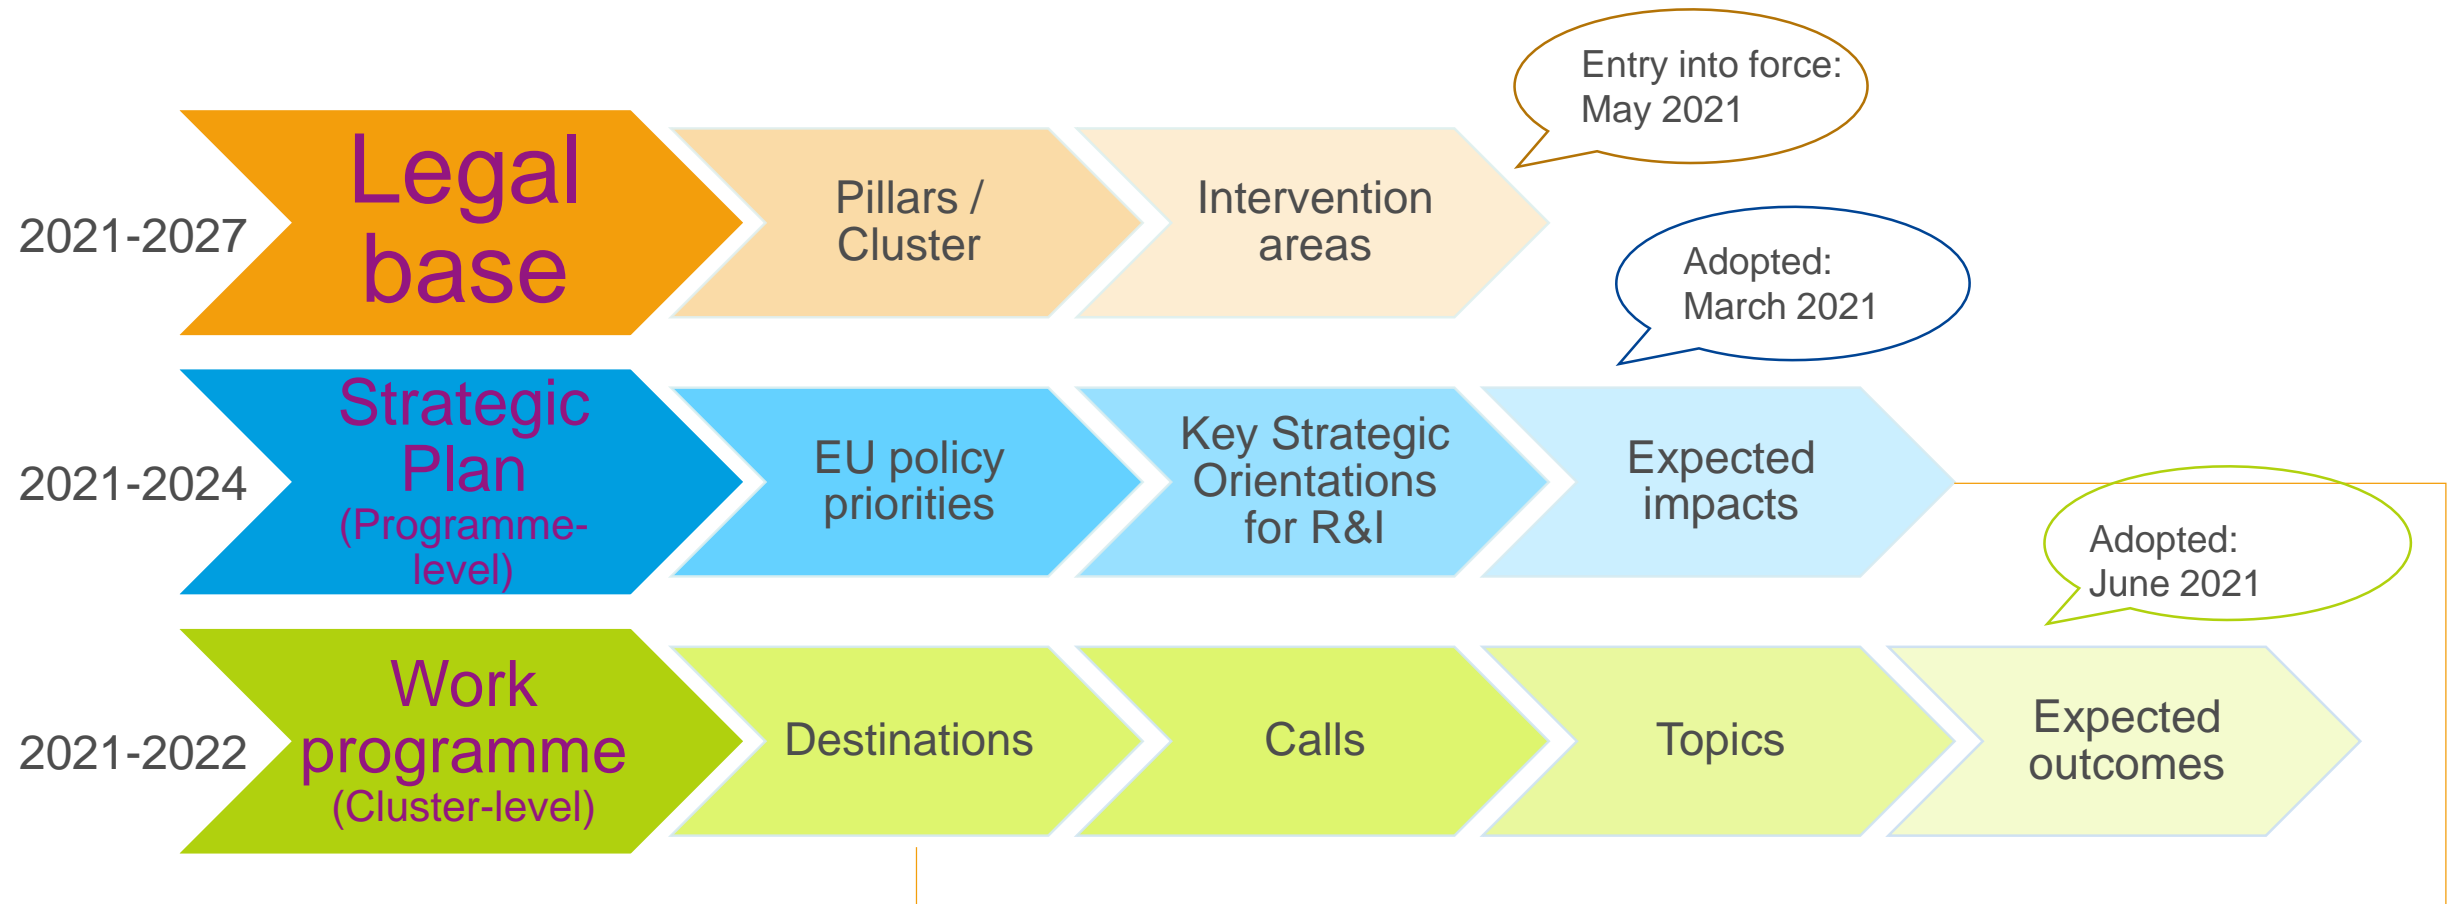 Entry into force:
May 2021
2021-2027
Legal
base
Pillars /
Cluster
Intervention
areas
Adopted:
March 2021
2021-2024
Strategic
Plan
(Programme-
level)
EU policy
priorities
Key Strategic
Orientations
for R&I
Expected
impacts
Adopted:
June 2021
2021-2022
Work
programme
(Cluster-level)
Destinations
Calls
Topics
Expected
outcomes